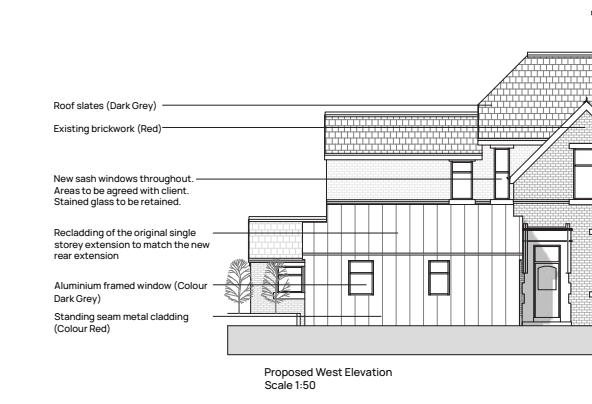 Roof slates (Dark Grey)
Existing brickwork (Red)
New sash windows throughout.
Areas to be agreed with client.
Stained glass to be retained.
Recladding of the original single
storey extension to match the new
rear extension
Aluminium framed window (Colour
Dark Grey)
Standing seam metal cladding
(Colour Red)
Proposed West Elevation
Scale 1:50